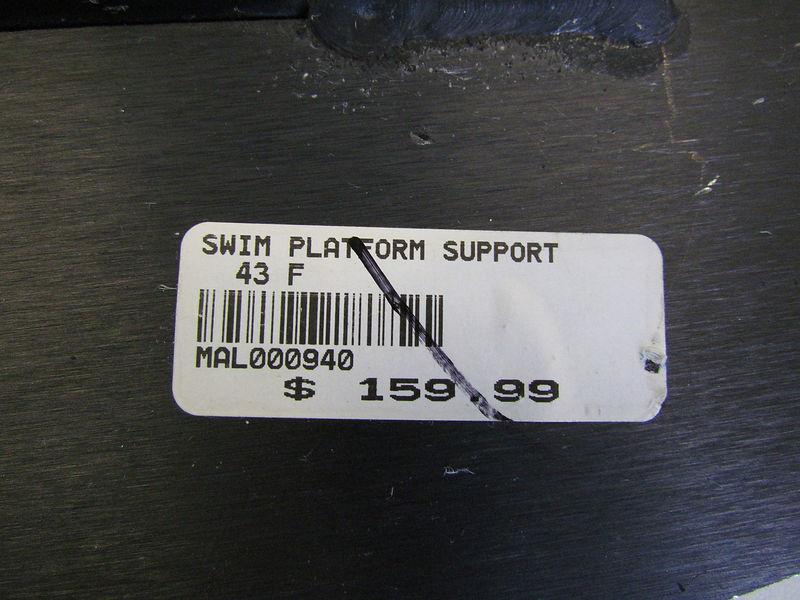 SWIM PLATFORM SUPPORT
43 F
MAL000940
$ 159.99